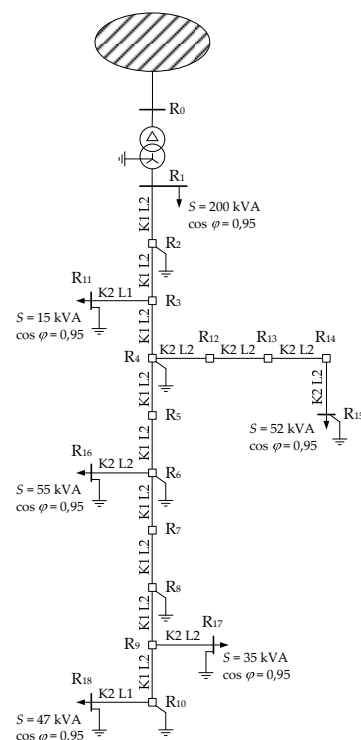 R0
R1
S = 200 kVA
cos φ = 0,95
K1 L2
R2
K1 L2
R11
K2 L1
R3
S = 15 kVA
cos φ = 0,95
K1 L2
R12
R13
R14
R4
K2 L2
K2 L2
K2 L2
K2 L2
K1 L2
R5
R15
S = 52 kVA
cos φ = 0,95
K1 L2
R16
K2 L2
R6
S = 55 kVA
cos φ = 0,95
K1 L2
R7
K1 L2
R8
K1 L2
R17
R9
K2 L2
S = 35 kVA
cos φ = 0,95
K1 L2
R18
K2 L1
R10
S = 47 kVA
cos φ = 0,95